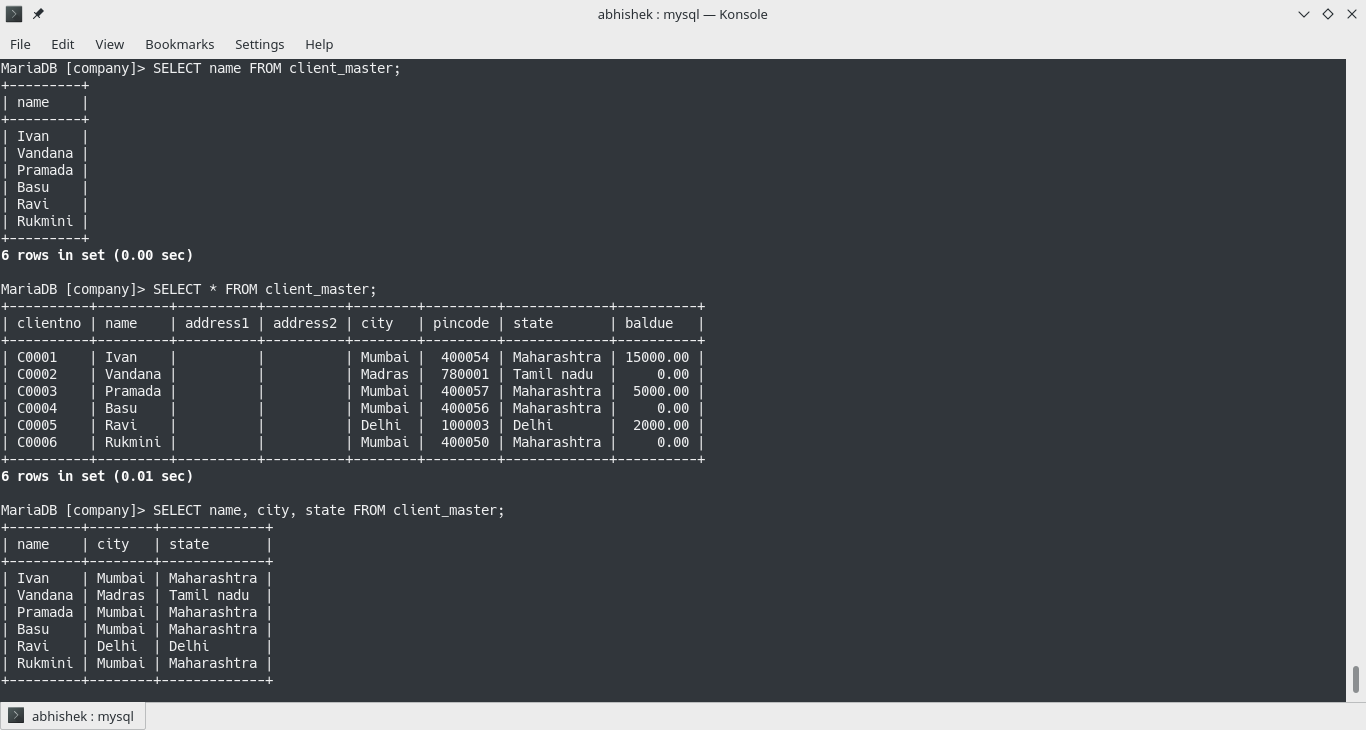 abhishek : mysql — Konsole
File Edit View Bookmarks Settings Help
MariaDB [company]> SELECT name FROM client_master;
+---------+
| name    |
+---------+
| Ivan    |
| Vandana |
| Pramada |
| Basu    |
| Ravi    |
| Rukmini |
+---------+
6 rows in set (0.00 sec)
MariaDB [company]> SELECT * FROM client_master;
+----------+---------+----------+----------+--------+---------+-------------+----------+
| clientno | name    | address1 | address2 | city   | pincode | state       | baldue   |
+----------+---------+----------+----------+--------+---------+-------------+----------+
| C0001    | Ivan    |          |          | Mumbai |  400054 | Maharashtra | 15000.00 |
| C0002    | Vandana |          |          | Madras |  780001 | Tamil nadu  |     0.00 |
| C0003    | Pramada |          |          | Mumbai |  400057 | Maharashtra |  5000.00 |
| C0004    | Basu    |          |          | Mumbai |  400056 | Maharashtra |     0.00 |
| C0005    | Ravi    |          |          | Delhi  |  100003 | Delhi       |  2000.00 |
| C0006    | Rukmini |          |          | Mumbai |  400050 | Maharashtra |     0.00 |
+----------+---------+----------+----------+--------+---------+-------------+----------+
6 rows in set (0.01 sec)
MariaDB [company]> SELECT name, city, state FROM client_master;
+---------+--------+-------------+
| name    | city   | state       |
+---------+--------+-------------+
| Ivan    | Mumbai | Maharashtra |
| Vandana | Madras | Tamil nadu  |
| Pramada | Mumbai | Maharashtra |
| Basu    | Mumbai | Maharashtra |
| Ravi    | Delhi  | Delhi       |
| Rukmini | Mumbai | Maharashtra |
+---------+--------+-------------+
abhishek : mysql